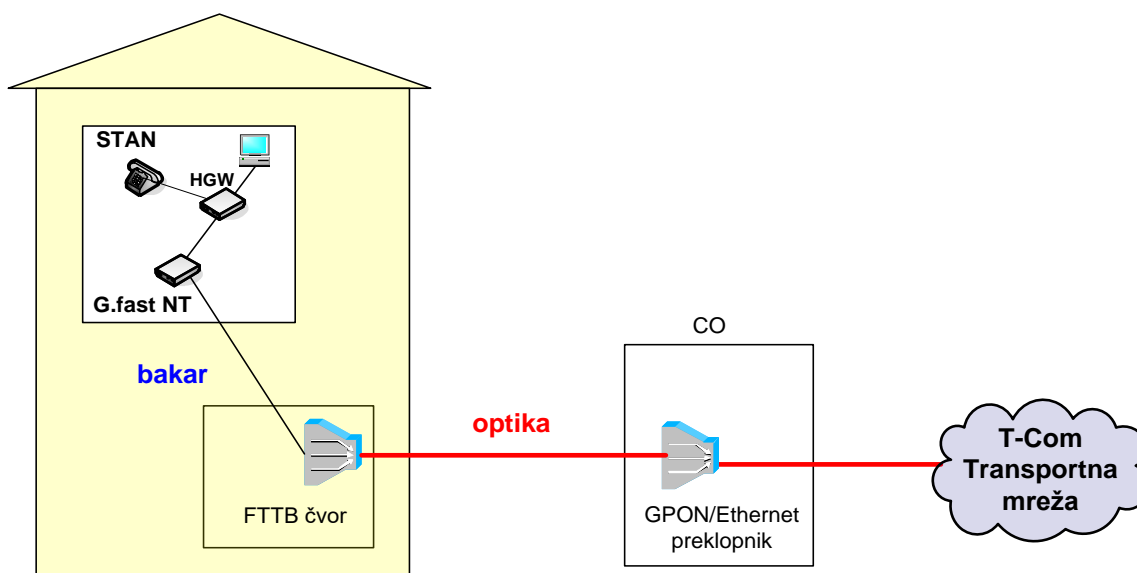 STAN
HGW
G.fast NT
bakar
FTTB čvor
optika
CO
GPON/Ethernet
preklopnik
T-Com
Transportna
mreža